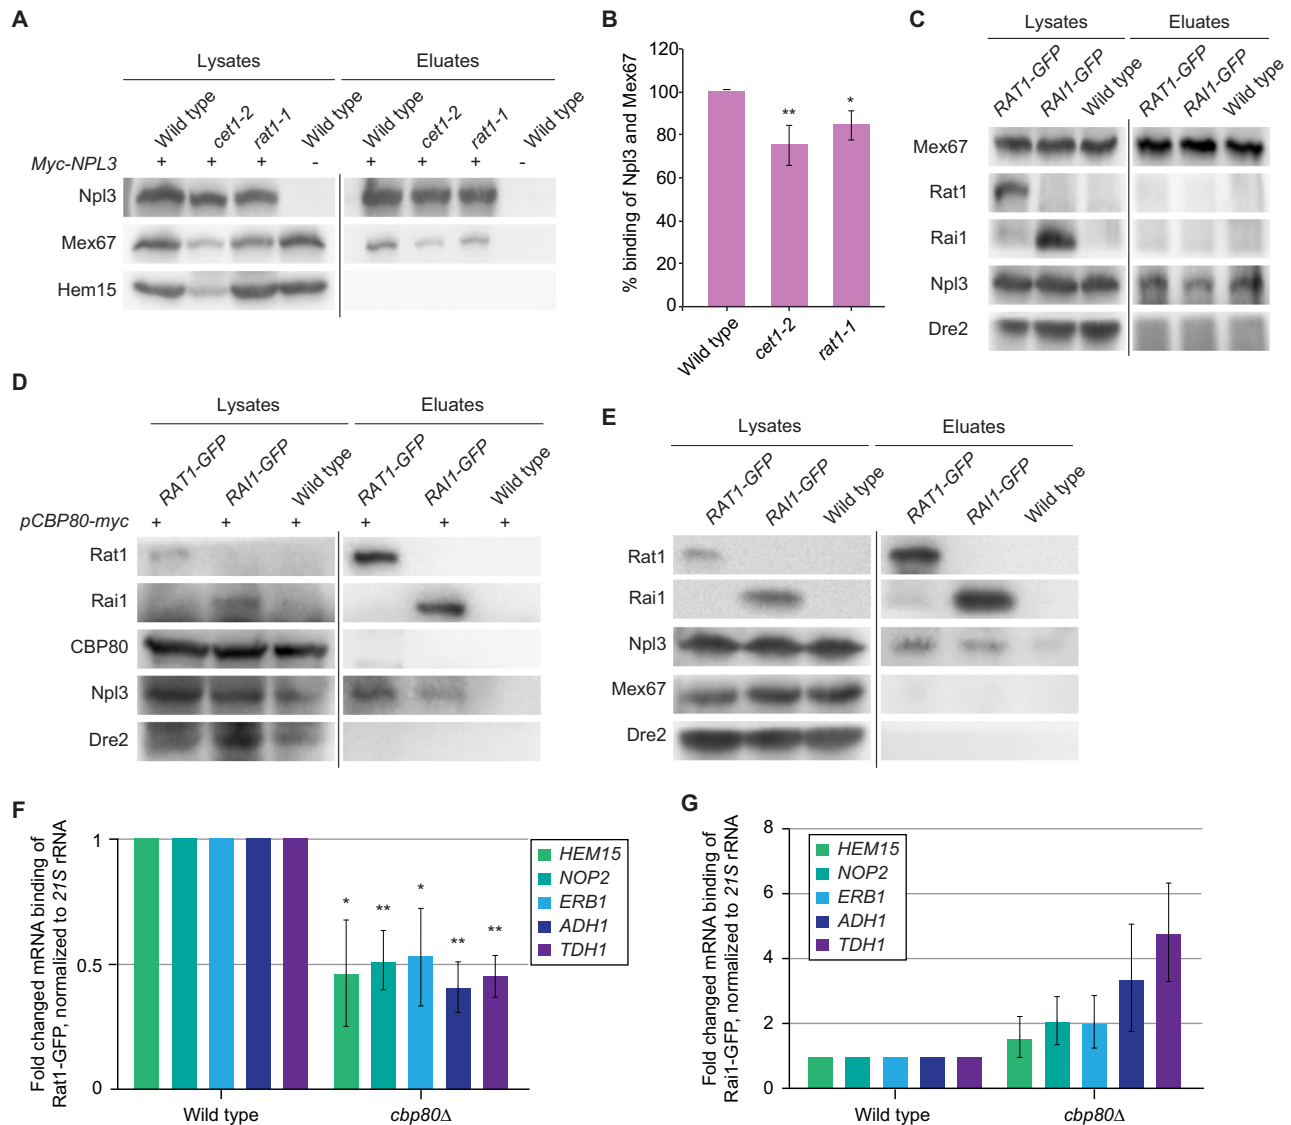 A
Lysates
Eluates
Wild type
cet1-2
rat1-1
Wild type
Wild type
cet1-2
rat1-1
Wild type
Myc-NPL3 + + + - + + + -
Npl3
Mex67
Hem15
B
% binding of Npl3 and Mex67
120
100
80
60
40
20
0
**
*
Wild type
cet1-2
rat1-1
C
Lysates
Eluates
RAT1-GFP
RAI1-GFP
Wild type
RAT1-GFP
RAI1-GFP
Wild type
Mex67
Rat1
Rai1
Npl3
Dre2
D
Lysates
Eluates
RAT1-GFP
RAI1-GFP
Wild type
RAT1-GFP
RAI1-GFP
Wild type
pCBP80-myc + + + + + +
Rat1
Rai1
CBP80
Npl3
Dre2
E
Lysates
Eluates
RAT1-GFP
RAI1-GFP
Wild type
RAT1-GFP
RAI1-GFP
Wild type
Rat1
Rai1
Npl3
Mex67
Dre2
F
Fold changed mRNA binding of
Rat1-GFP, normalized to 21S rRNA
1
0.5
0
*
**
*
**
**
HEM15
NOP2
ERB1
ADH1
TDH1
Wild type
cbp80Δ
G
Fold changed mRNA binding of
Rai1-GFP, normalized to 21S rRNA
8
6
4
2
0
HEM15
NOP2
ERB1
ADH1
TDH1
Wild type
cbp80Δ